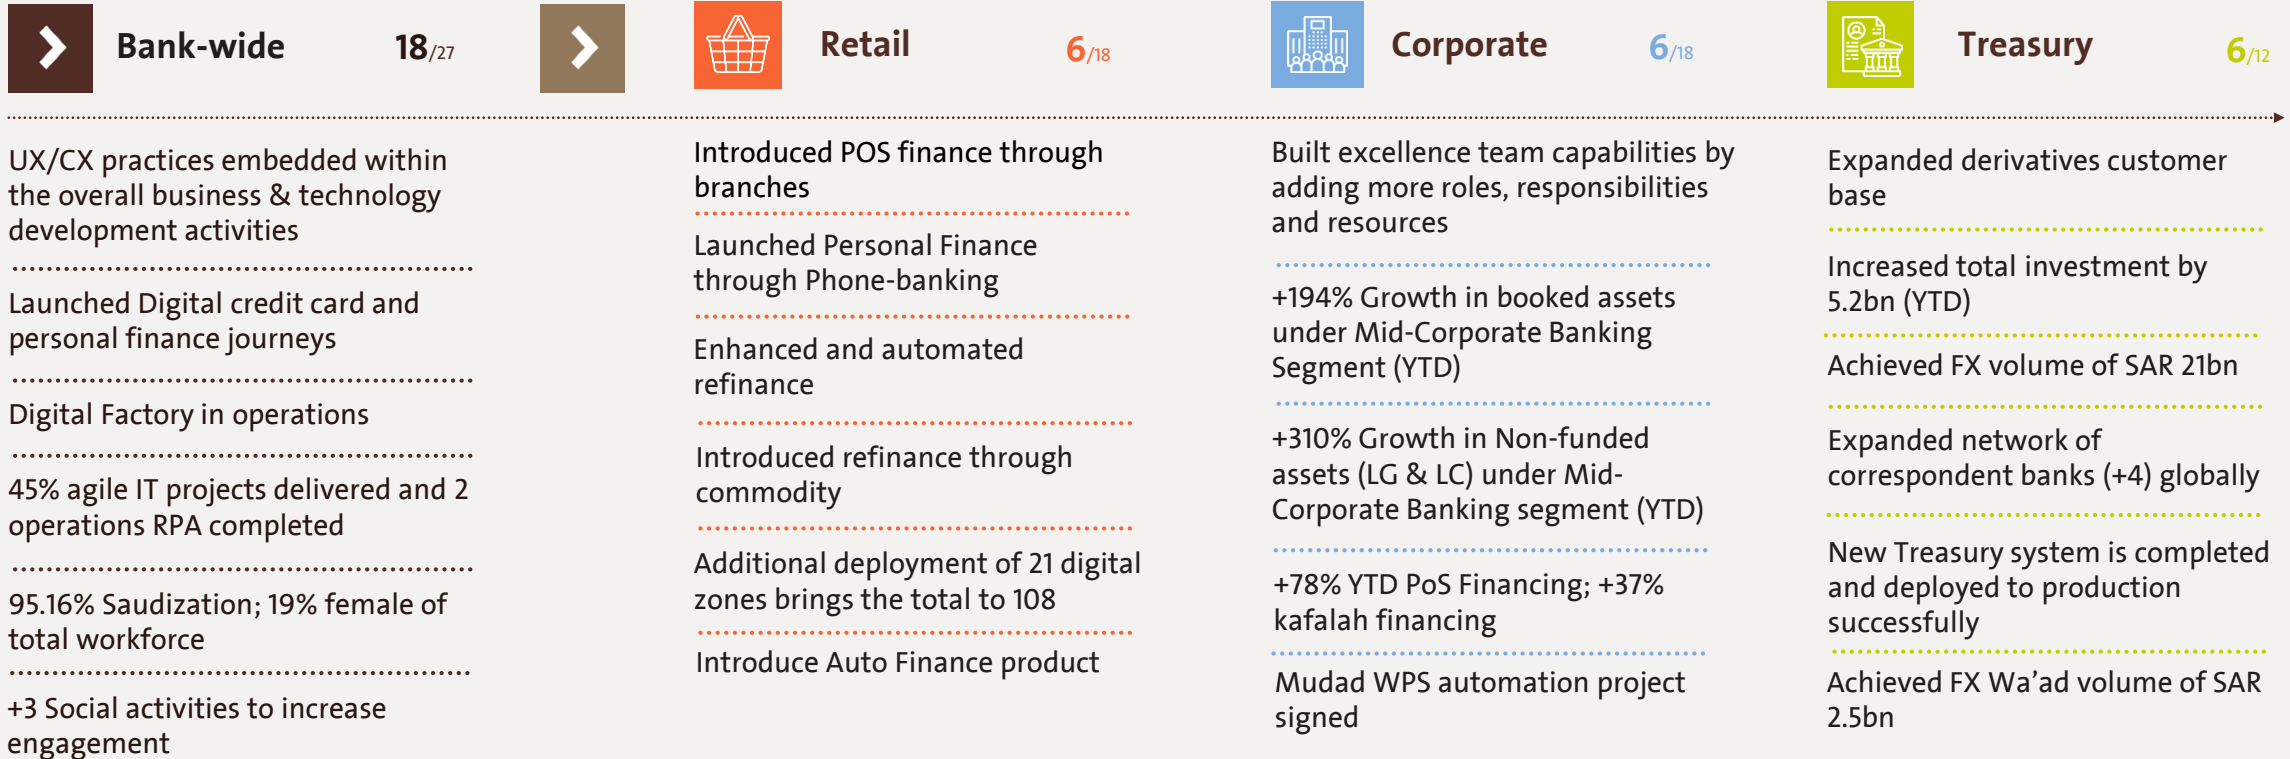 Bank-wide 18/27
UX/CX practices embedded within
the overall business & technology
development activities
Launched Digital credit card and
personal finance journeys
Digital Factory in operations
45% agile IT projects delivered and 2
operations RPA completed
95.16% Saudization; 19% female of
total workforce
+3 Social activities to increase
engagement
Retail 6/18
Introduced POS finance through
branches
Launched Personal Finance
through Phone-banking
Enhanced and automated
refinance
Introduced refinance through
commodity
Additional deployment of 21 digital
zones brings the total to 108
Introduce Auto Finance product
Corporate 6/18
Built excellence team capabilities by
adding more roles, responsibilities
and resources
+194% Growth in booked assets
under Mid-Corporate Banking
Segment (YTD)
+310% Growth in Non-funded
assets (LG & LC) under Mid-
Corporate Banking segment (YTD)
+78% YTD PoS Financing; +37%
kafalah financing
Mudad WPS automation project
signed
Treasury 6/12
Expanded derivatives customer
base
Increased total investment by
5.2bn (YTD)
Achieved FX volume of SAR 21bn
Expanded network of
correspondent banks (+4) globally
New Treasury system is completed
and deployed to production
successfully
Achieved FX Wa’ad volume of SAR
2.5bn